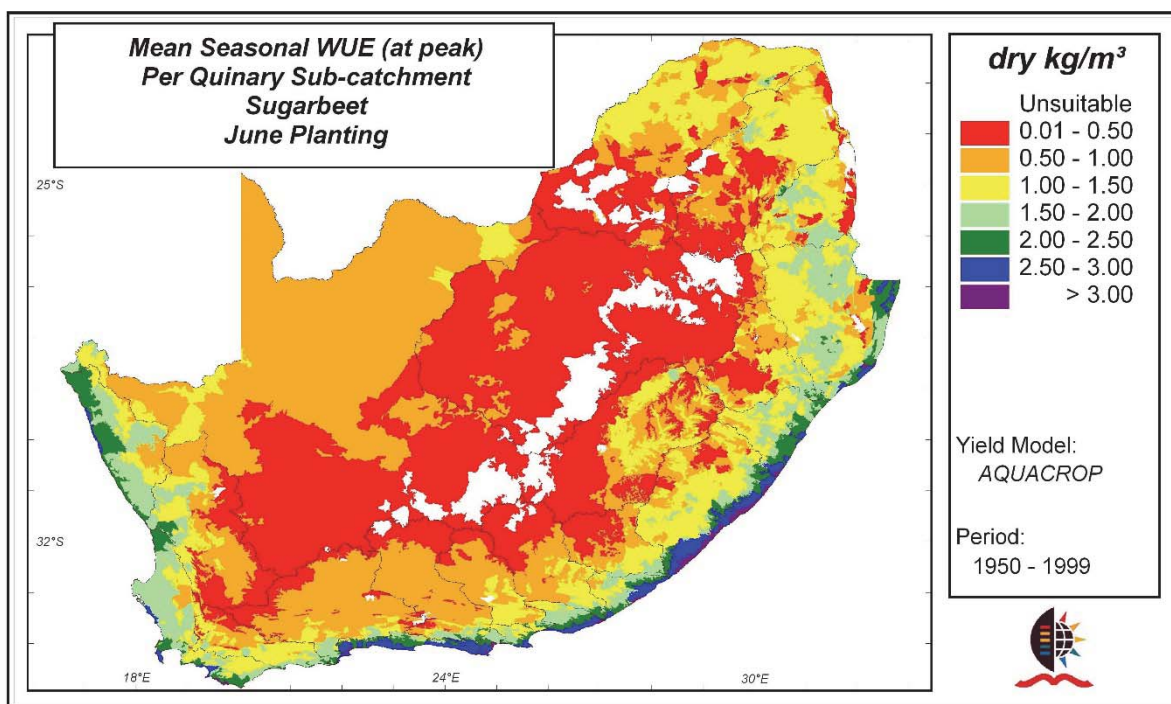 Mean Seasonal WUE (at peak)
Per Quinary Sub-catchment
Sugarbeet
June Planting
dry kg/m³
Unsuitable
0.01 - 0.50
0.50 - 1.00
1.00 - 1.50
1.50 - 2.00
2.00 - 2.50
2.50 - 3.00
> 3.00
Yield Model:
AQUACROP
Period:
1950 - 1999
25°S
32°S
18°E
24°E
30°E